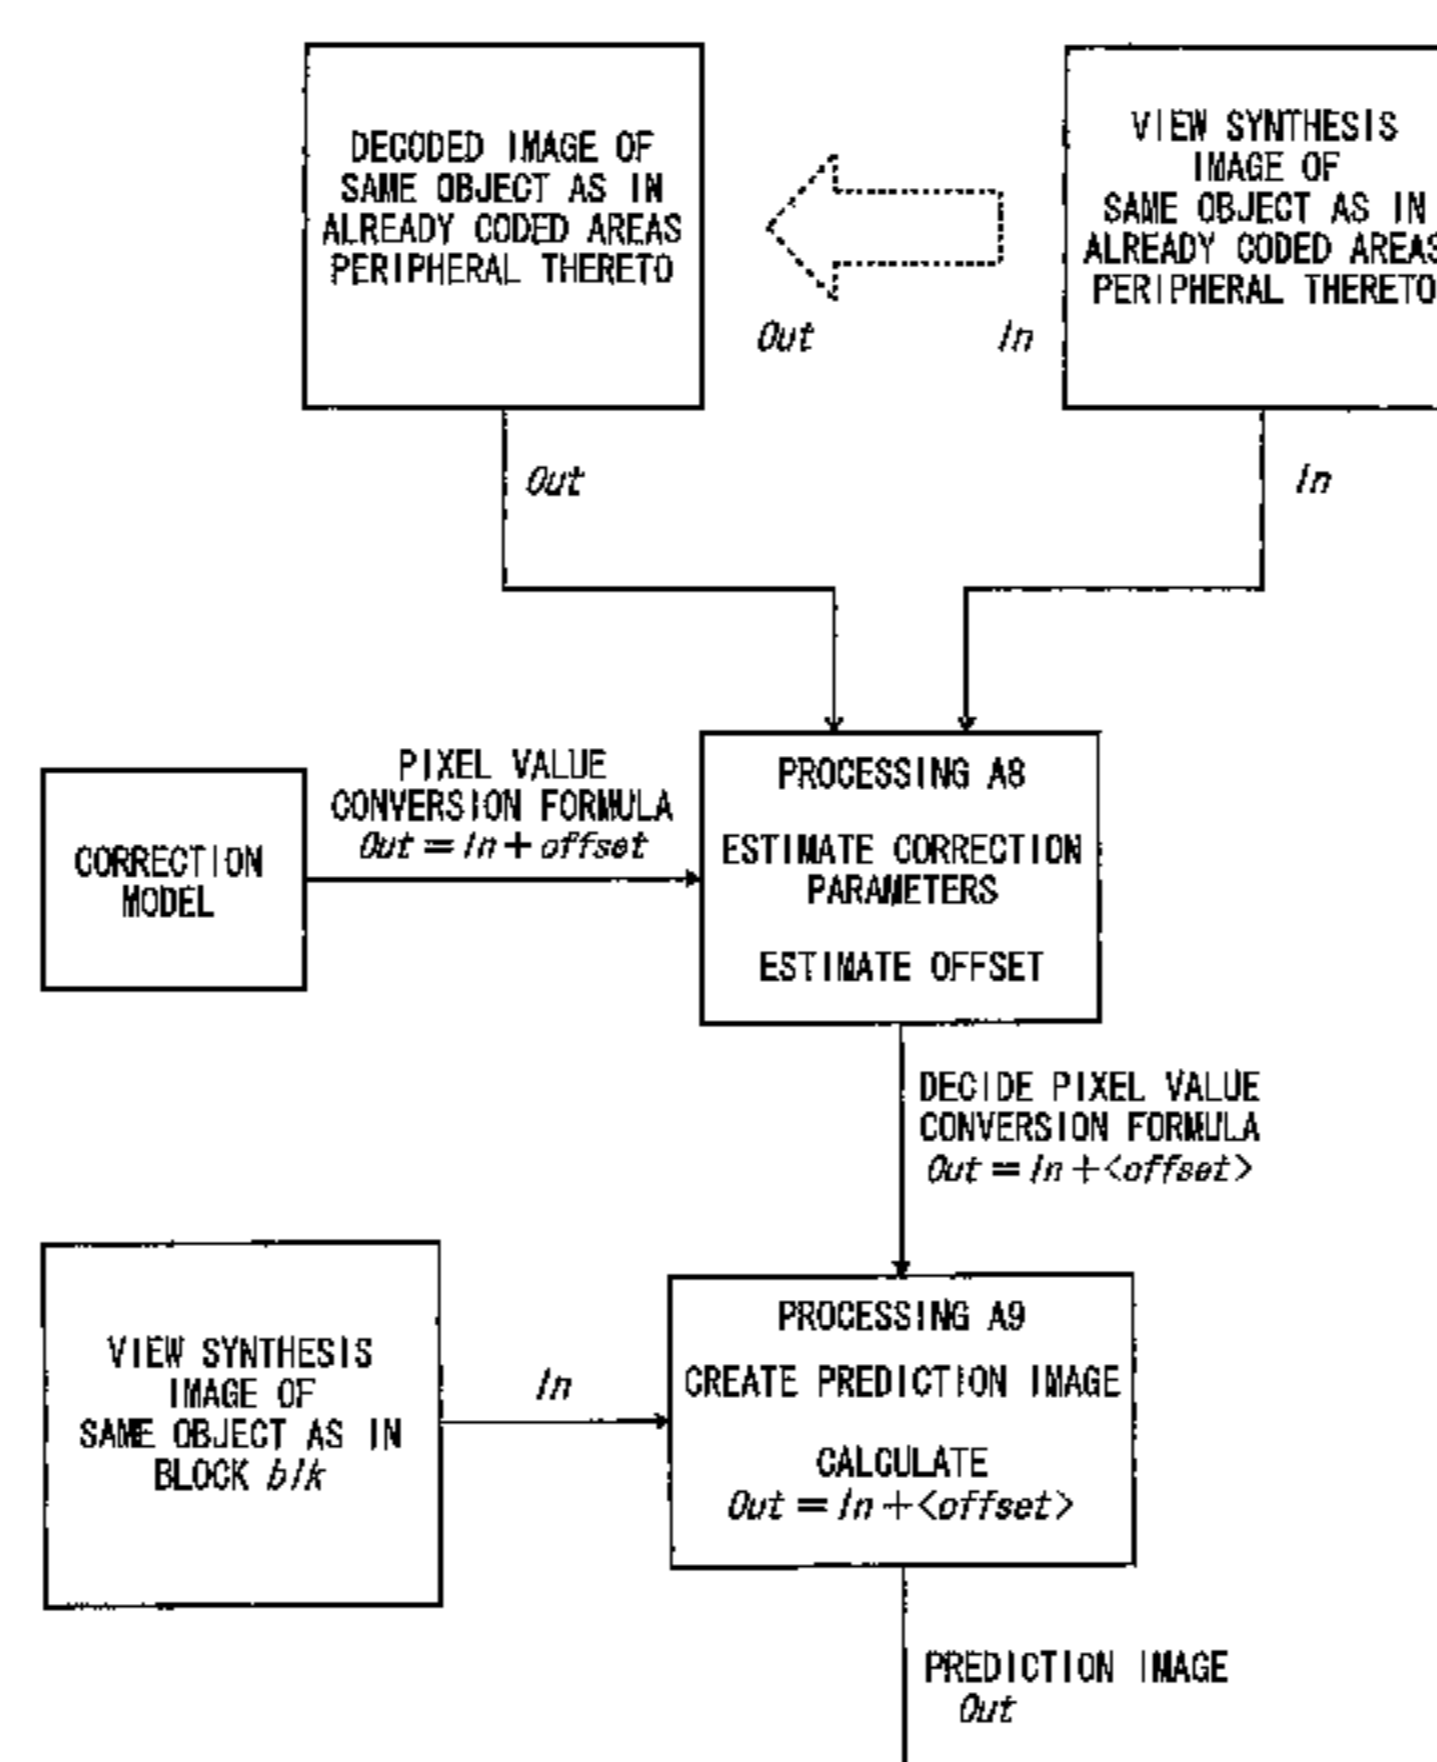 DECODED IMAGE OF
SAME OBJECT AS IN
ALREADY CODED AREAS
PERIPHERAL THERETO
VIEW SYNTHESIS
IMAGE OF
SAME OBJECT AS IN
ALREADY CODED AREAS
PERIPHERAL THERETO
Out
In
Out
In
CORRECTION
MODEL
PIXEL VALUE
CONVERSION FORMULA
Out = In + offset
PROCESSING A8
ESTIMATE CORRECTION
PARAMETERS
ESTIMATE OFFSET
DECIDE PIXEL VALUE
CONVERSION FORMULA
Out = In + <offset>
VIEW SYNTHESIS
IMAGE OF
SAME OBJECT AS IN
BLOCK blk
In
PROCESSING A9
CREATE PREDICTION IMAGE
CALCULATE
Out = In + <offset>
PREDICTION IMAGE
Out